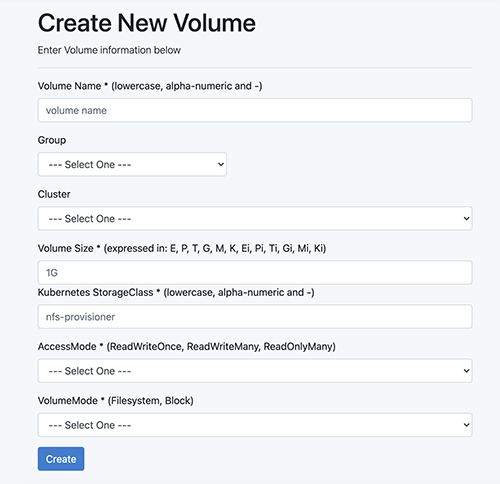 Create New Volume
Enter Volume information below
Volume Name * (lowercase, alpha-numeric and -)
volume name
Group
--- Select One ---
Cluster
--- Select One ---
Volume Size * (expressed in: E, P, T, G, M, K, Ei, Pi, Ti, Gi, Mi, Ki)
1G
Kubernetes StorageClass * (lowercase, alpha-numeric and -)
nfs-provisioner
AccessMode * (ReadWriteOnce, ReadWriteMany, ReadOnlyMany)
--- Select One ---
VolumeMode * (Filesystem, Block)
--- Select One ---
Create